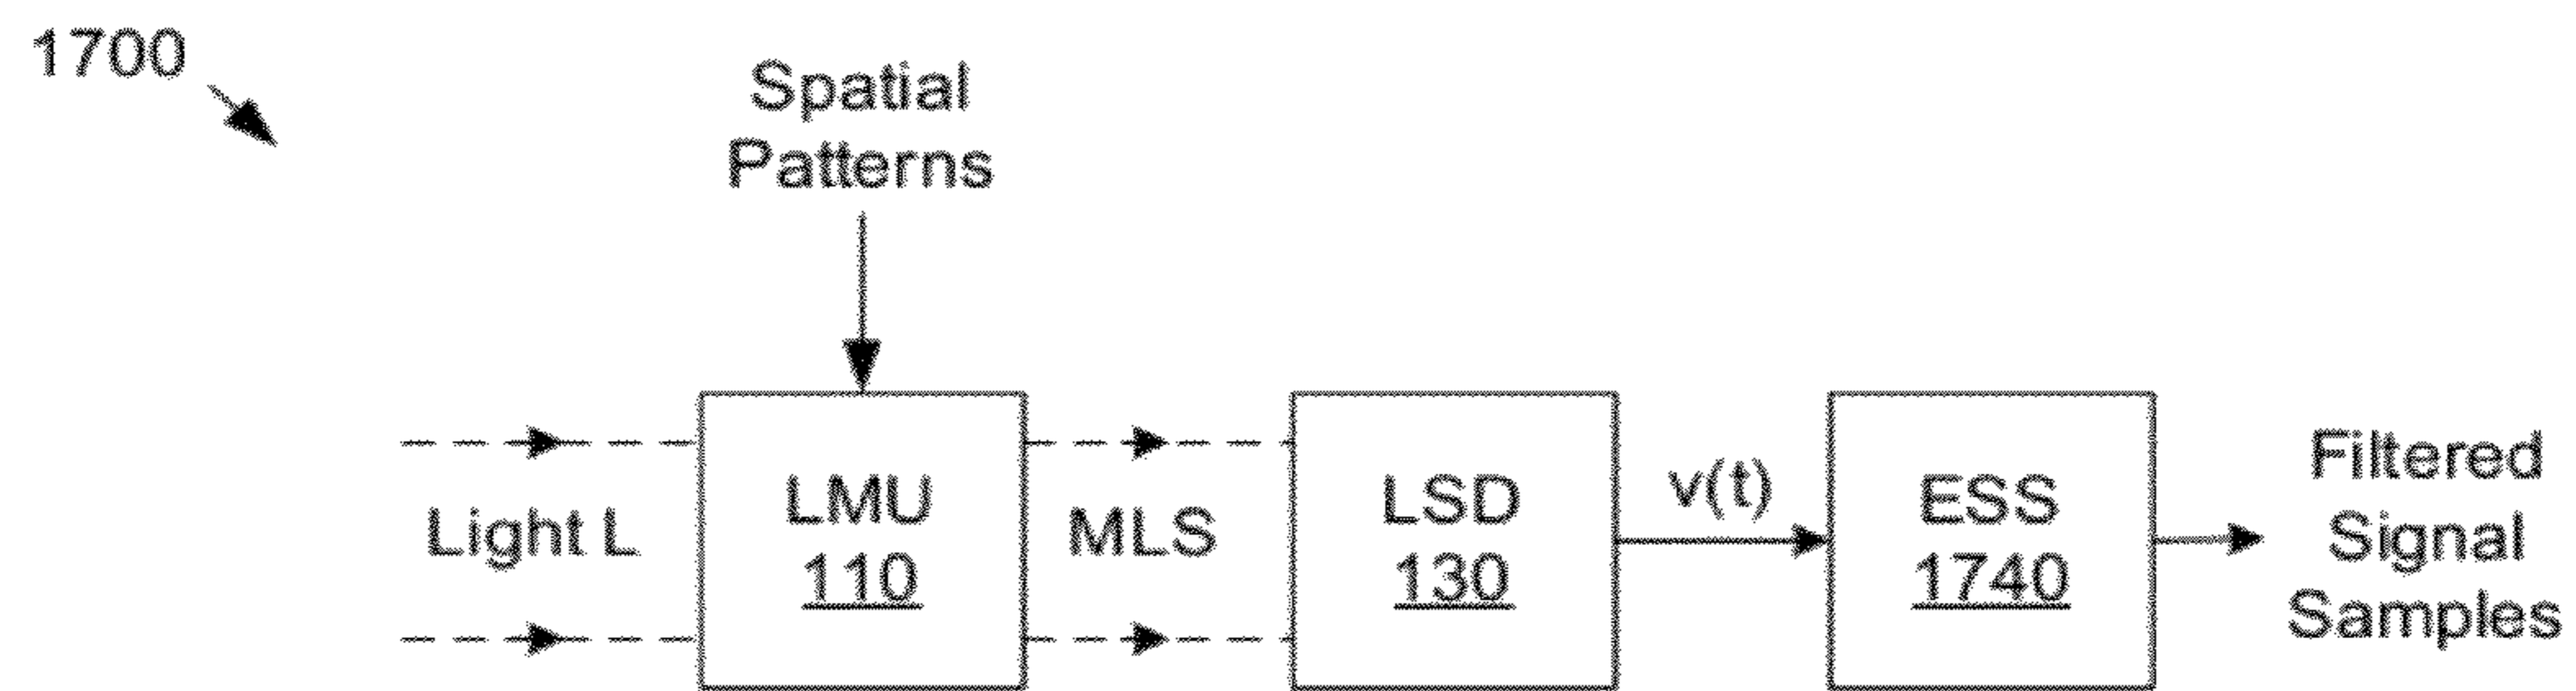 1700
Spatial
Patterns
Light L
LMU
110
MLS
LSD
130
v(t)
ESS
1740
Filtered
Signal
Samples